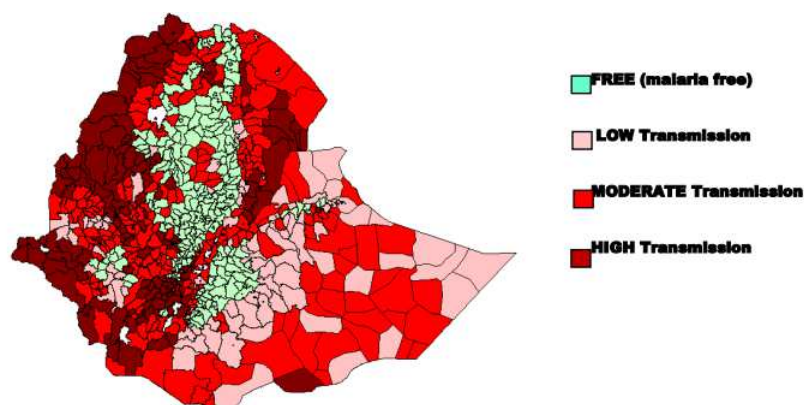 FREE (malaria free)
LOW Transmission
MODERATE Transmission
HIGH Transmission